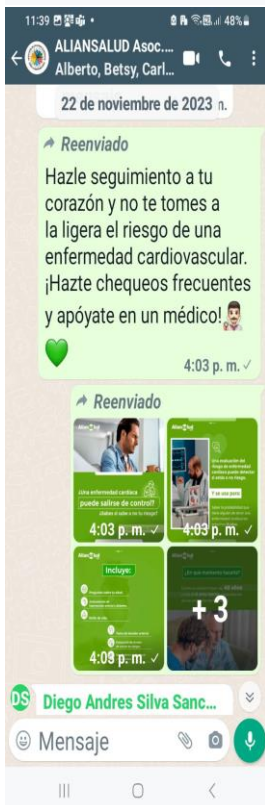 11:39
48%
ALIANSALUD Asoc....
Alberto, Betsy, Carl...
22 de noviembre de 2023
Reenviado
Hazle seguimiento a tu
corazón y no te tomes a
la ligera el riesgo de una
enfermedad cardiovascular.
¡Hazte chequeos frecuentes
y apóyate en un médico!
4:03 p. m.
Reenviado
¿Una enfermedad cardiaca
puede salirse de control?
4:03 p. m.
4:03 p. m.
Incluye:
4:03 p. m.
+ 3
DS
Diego Andres Silva Sanc...
Mensaje